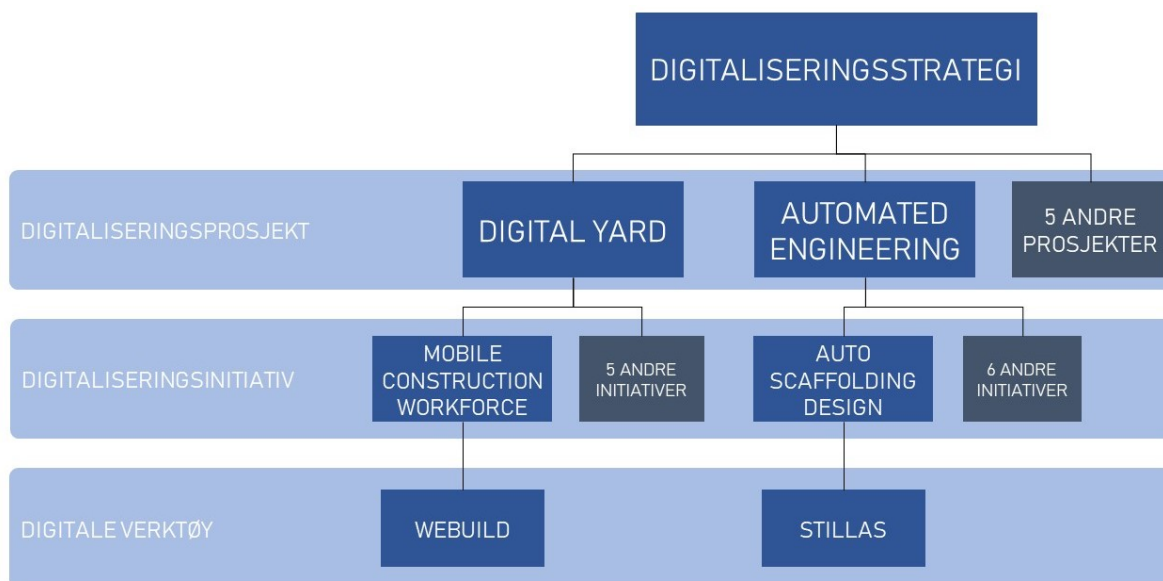 DIGITALISERINGSSTRATEGI
DIGITALISERINGSPROSJEKT
DIGITAL YARD
AUTOMATED
ENGINEERING
5 ANDRE
PROSJEKTER
DIGITALISERINGSINITIATIV
MOBILE
CONSTRUCTION
WORKFORCE
5 ANDRE
INITIATIVER
AUTO
SCAFFOLDING
DESIGN
6 ANDRE
INITIATIVER
DIGITALE VERKTØY
WEBUILD
STILLAS